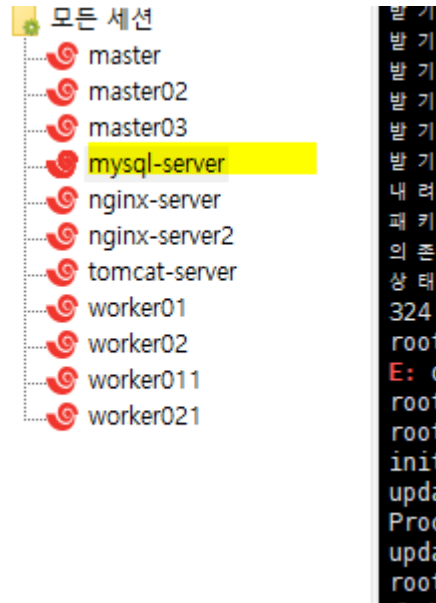 모든 세션
master
master02
master03
mysql-server
nginx-server
nginx-server2
tomcat-server
worker01
worker02
worker011
worker021
받 기
받 기
받 기
받 기
받 기
받 기
내 려
패 키
의 존
상 태
324
root
E:
root
root
init
upda
Proc
upda
root